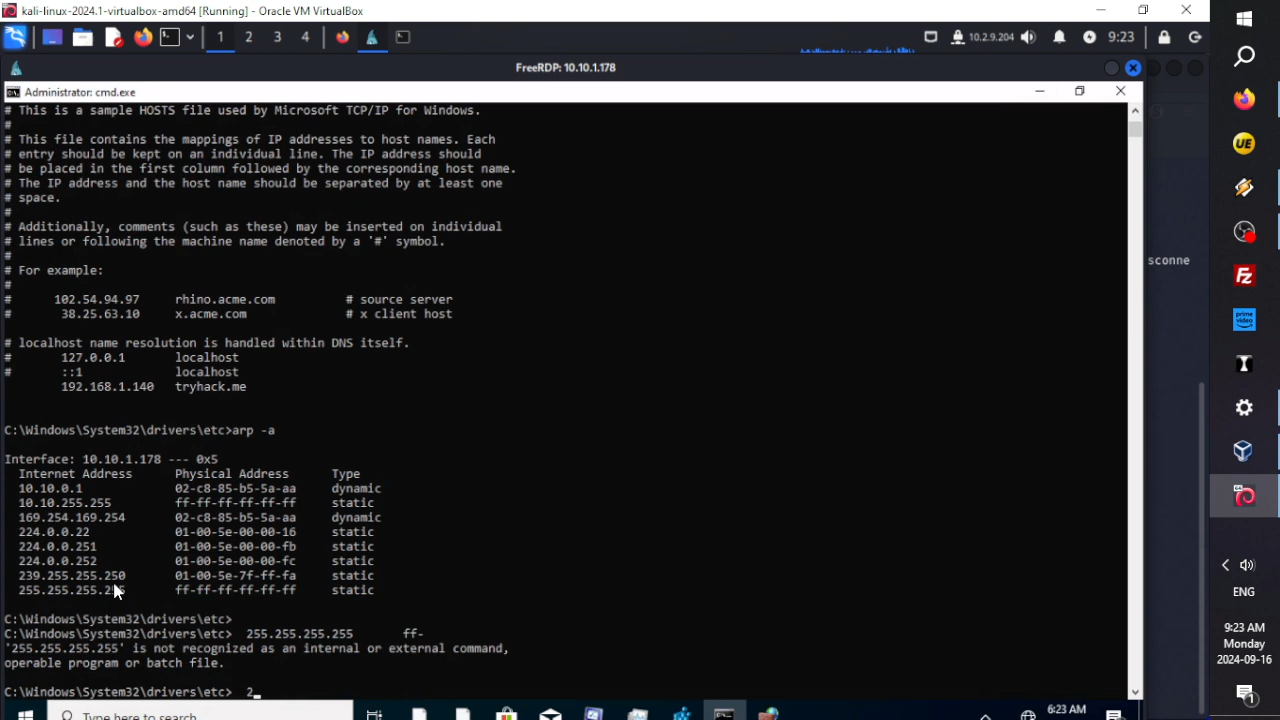 kali-linux-2024.1-virtualbox-amd64 [Running] - Oracle VM VirtualBox
1 2 3 4 10.2.9.204 9:23
FreeRDP: 10.10.1.178
Administrator: cmd.exe
# This is a sample HOSTS file used by Microsoft TCP/IP for Windows.
#
# This file contains the mappings of IP addresses to host names. Each
# entry should be kept on an individual line. The IP address should
# be placed in the first column followed by the corresponding host name.
# The IP address and the host name should be separated by at least one
# space.
#
# Additionally, comments (such as these) may be inserted on individual
# lines or following the machine name denoted by a '#' symbol.
#
# For example:
#
#      102.54.94.97     rhino.acme.com          # source server
#       38.25.63.10     x.acme.com              # x client host
# localhost name resolution is handled within DNS itself.
#       127.0.0.1       localhost
#       ::1             localhost
        192.168.1.140   tryhack.me
C:\Windows\System32\drivers\etc>arp -a
Interface: 10.10.1.178 --- 0x5
  Internet Address      Physical Address      Type
  10.10.0.1             02-c8-85-b5-5a-aa     dynamic
  10.10.255.255         ff-ff-ff-ff-ff-ff     static
  169.254.169.254       02-c8-85-b5-5a-aa     dynamic
  224.0.0.22            01-00-5e-00-00-16     static
  224.0.0.251           01-00-5e-00-00-fb     static
  224.0.0.252           01-00-5e-00-00-fc     static
  239.255.255.250       01-00-5e-7f-ff-fa     static
  255.255.255.255       ff-ff-ff-ff-ff-ff     static
C:\Windows\System32\drivers\etc>
C:\Windows\System32\drivers\etc>  255.255.255.255       ff-
'255.255.255.255' is not recognized as an internal or external command,
operable program or batch file.
C:\Windows\System32\drivers\etc>  2_
Type here to search
6:23 AM
sconne
UE
FZ
prime video
ENG
9:23 AM
Monday
2024-09-16
1